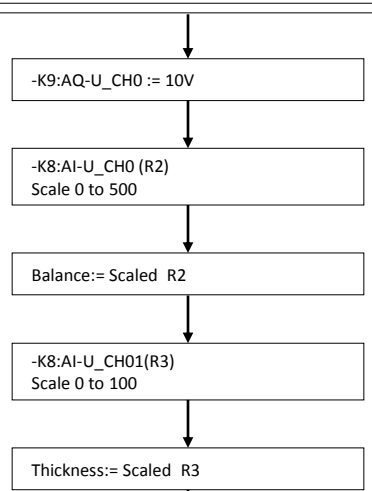 -K9:AQ-U_CH0 := 10V
-K8:AI-U_CH0 (R2)
Scale 0 to 500
Balance:= Scaled  R2
-K8:AI-U_CH01(R3)
Scale 0 to 100
Thickness:= Scaled  R3